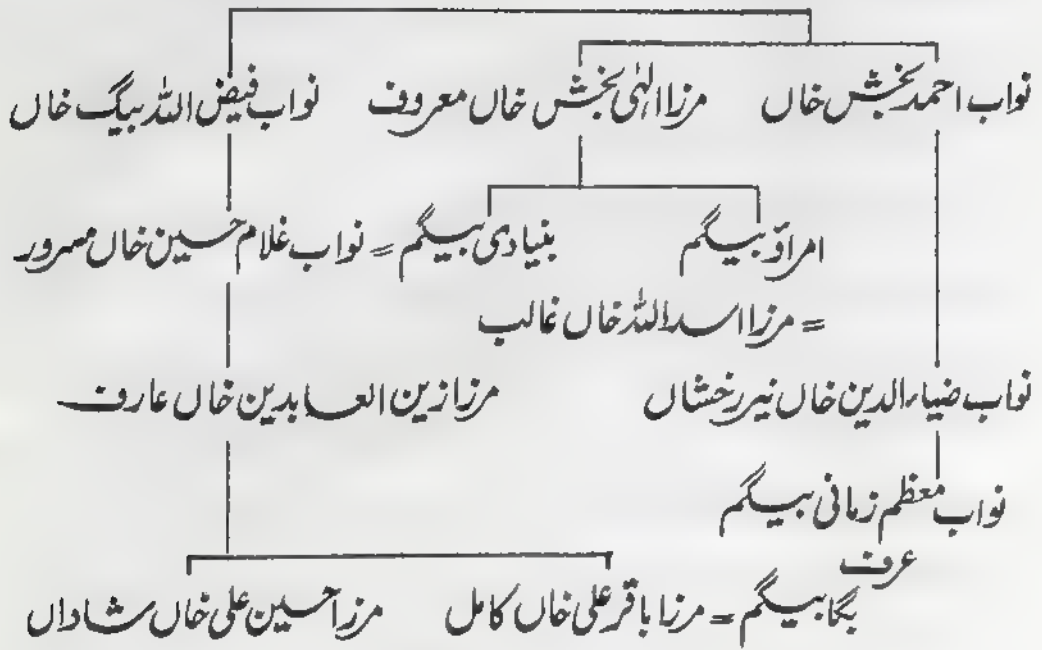 نواب احمد بخش خاں مرزا الٰہی بخش خاں معروف نواب فیض اللہ بیگ خاں
امراؤ بیگم بنیادی بیگم = نواب غلام حسین خاں مسرور
= مرزا اسد اللہ خاں غالب
نواب ضیاء الدین خاں نیر رخشاں مرزا زین العابدین خاں عارف
نواب معظم زمانی بیگم
عرف
بگا بیگم = مرزا باقر علی خاں کامل مرزا حسین علی خاں شاداں